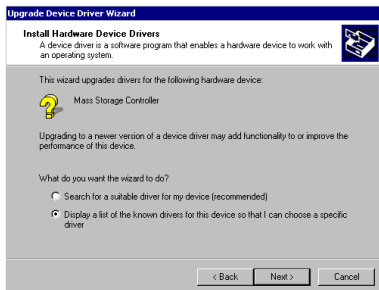 Upgrade Device Driver Wizard
Install Hardware Device Drivers
A device driver is a software program that enables a hardware device to work with
an operating system.
This wizard upgrades drivers for the following hardware device:
Mass Storage Controller
Upgrading to a newer version of a device driver may add functionality to or improve the
performance of this device.
What do you want the wizard to do?
Search for a suitable driver for my device (recommended)
Display a list of the known drivers for this device so that I can choose a specific
driver
< Back Next > Cancel